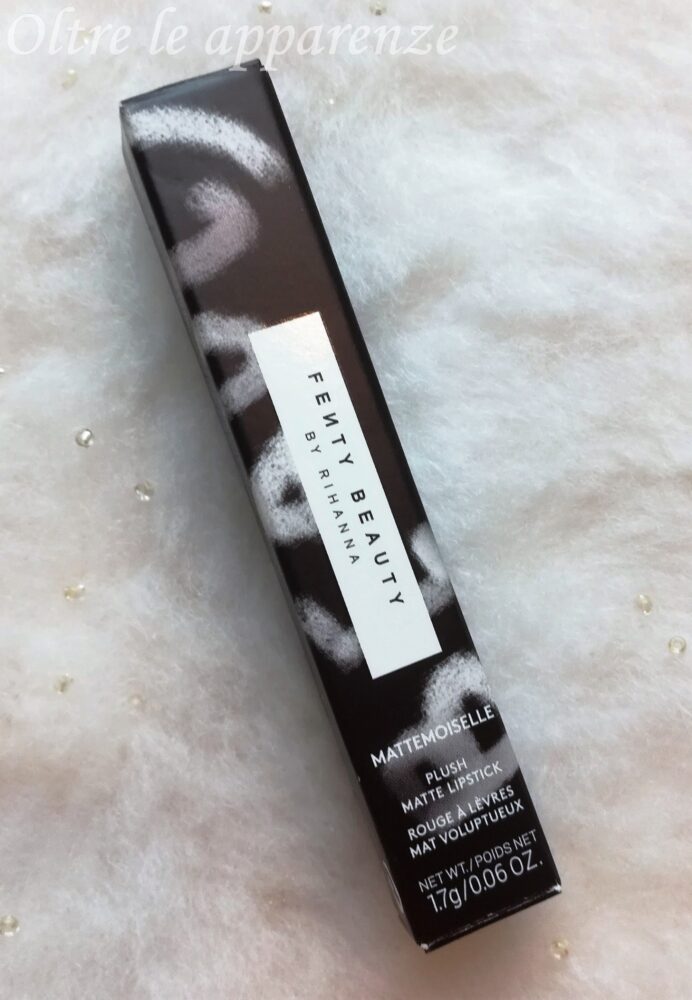 Oltre le apparenze
FEИTY BEAUTY
BY RIHANNA
MATTEMOISELLE
PLUSH
MATTE LIPSTICK
ROUGE À LÈVRES
MAT VOLUPTUEUX
NET WT./POIDS NET
1.7g/0.06 OZ.